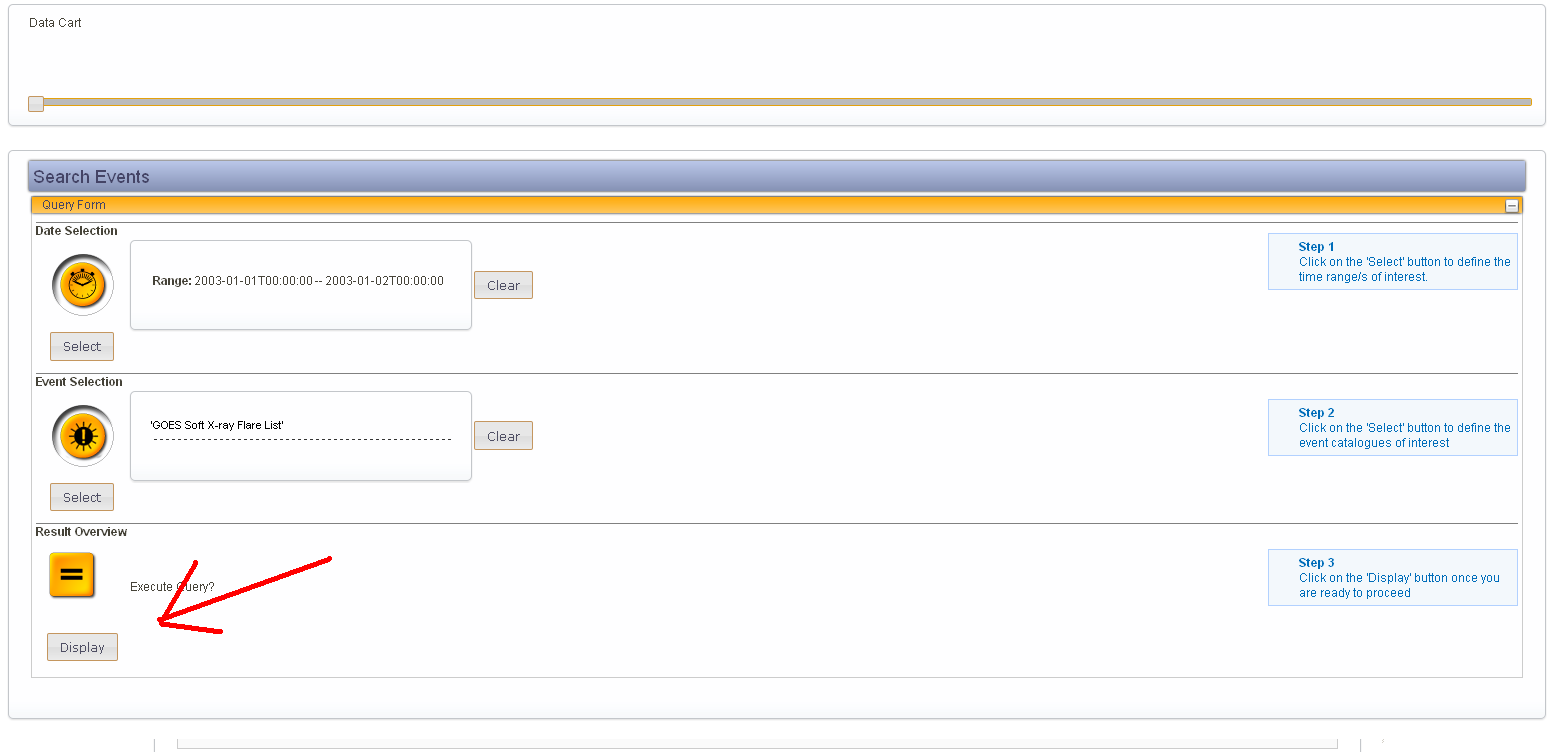 Data Cart
Search Events
Query Form
Date Selection
Range: 2003-01-01T00:00:00 -- 2003-01-02T00:00:00
Clear
Select
Step 1
Click on the 'Select' button to define the
time range/s of interest.
Event Selection
'GOES Soft X-ray Flare List'
Clear
Select
Step 2
Click on the 'Select' button to define the
event catalogues of interest
Result Overview
Execute Query?
Display
Step 3
Click on the 'Display' button once you
are ready to proceed